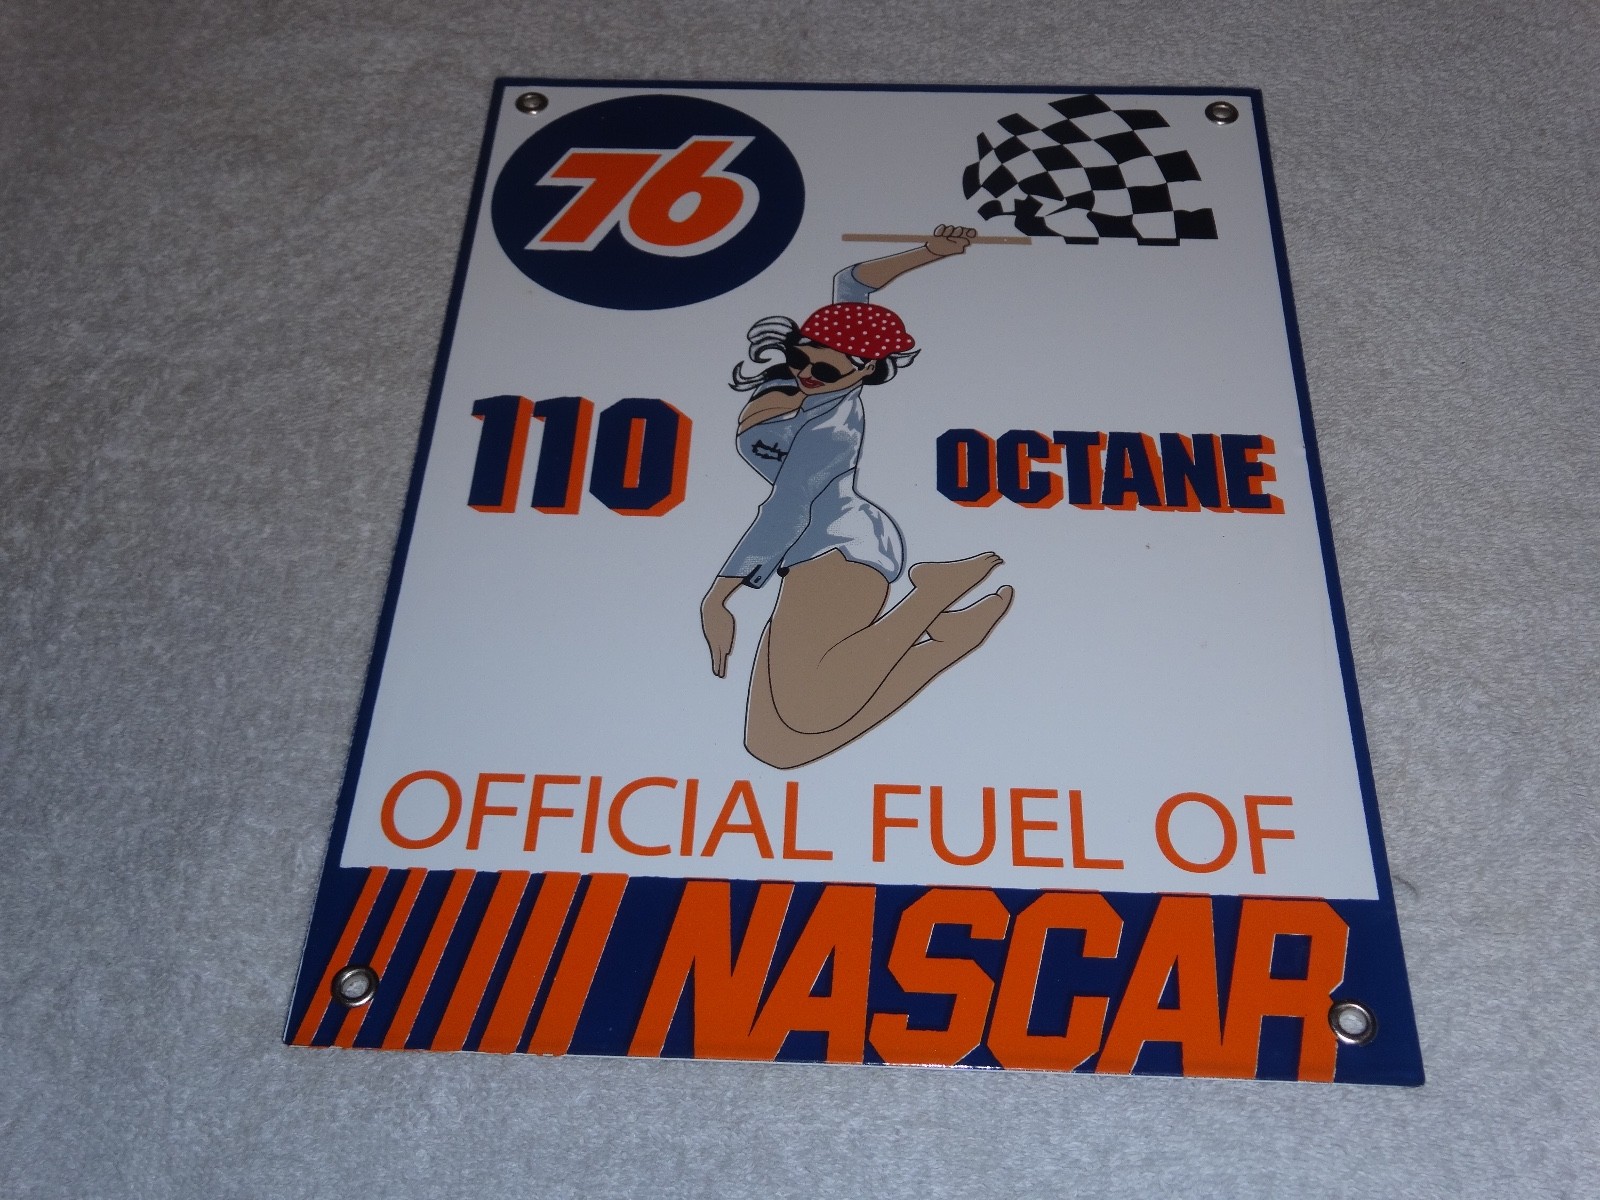 76
110 OCTANE
OFFICIAL FUEL OF
NASCAR